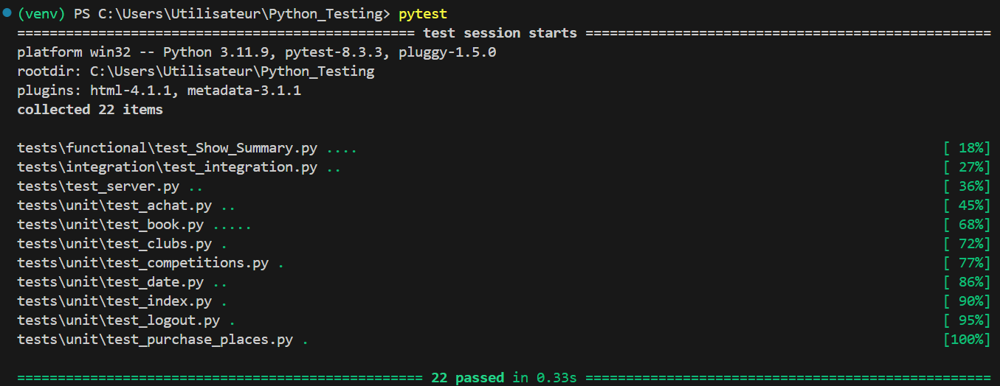 (venv) PS C:\Users\Utilisateur\Python_Testing> pytest
================================================= test session starts ==================================================
platform win32 -- Python 3.11.9, pytest-8.3.3, pluggy-1.5.0
rootdir: C:\Users\Utilisateur\Python_Testing
plugins: html-4.1.1, metadata-3.1.1
collected 22 items
tests\functional\test_Show_Summary.py .... [ 18%]
tests\integration\test_integration.py .. [ 27%]
tests\test_server.py .. [ 36%]
tests\unit\test_achat.py .. [ 45%]
tests\unit\test_book.py ..... [ 68%]
tests\unit\test_clubs.py . [ 72%]
tests\unit\test_competitions.py . [ 77%]
tests\unit\test_date.py .. [ 86%]
tests\unit\test_index.py . [ 90%]
tests\unit\test_logout.py . [ 95%]
tests\unit\test_purchase_places.py . [100%]
================================================== 22 passed in 0.33s ==================================================